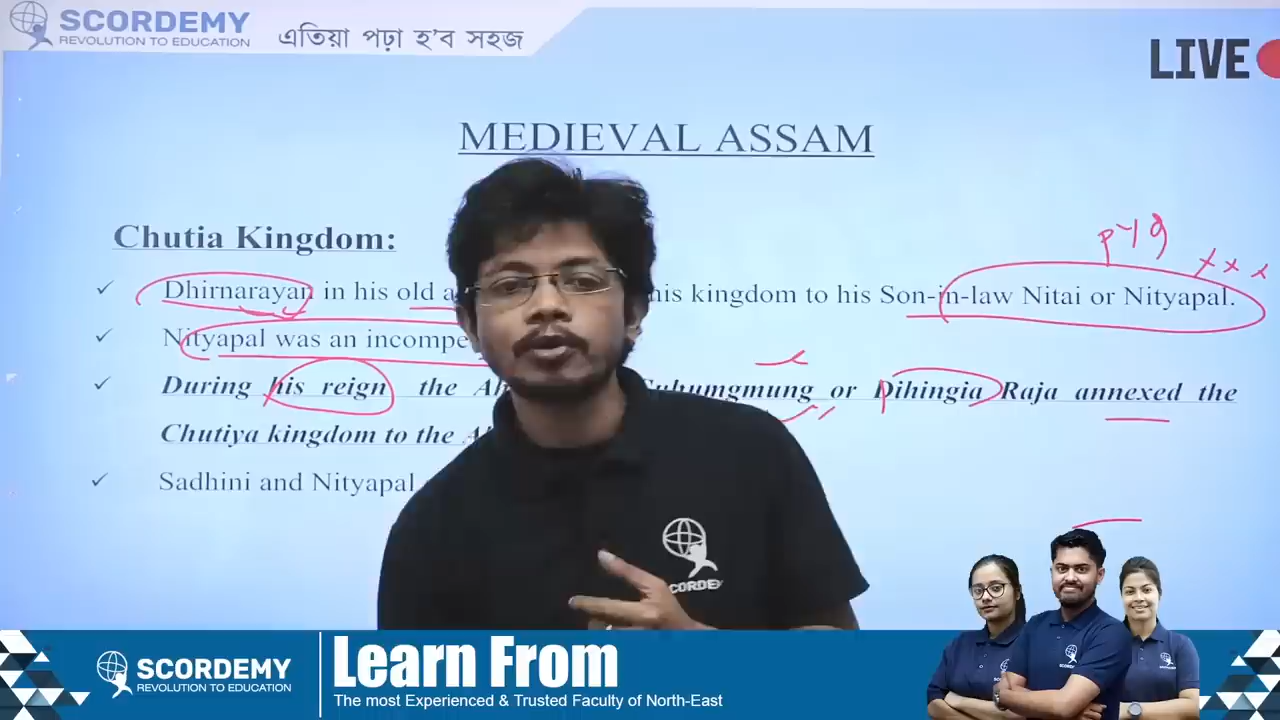 SCORDEMY
REVOLUTION TO EDUCATION
এতিয়া পঢ়া হ'ব সহজ
LIVE
MEDIEVAL ASSAM
Chutia Kingdom:
Dhirnarayan in his old his kingdom to his Son-in-law Nitai or Nityapal.
Nityapal was an
During his reign the Suhumgmung or Dihingia Raja annexed the
Chutiya kingdom to the
Sadhini and Nityapal
SCORDEMY
SCORDEMY
REVOLUTION TO EDUCATION
Learn From
The most Experienced & Trusted Faculty of North-East